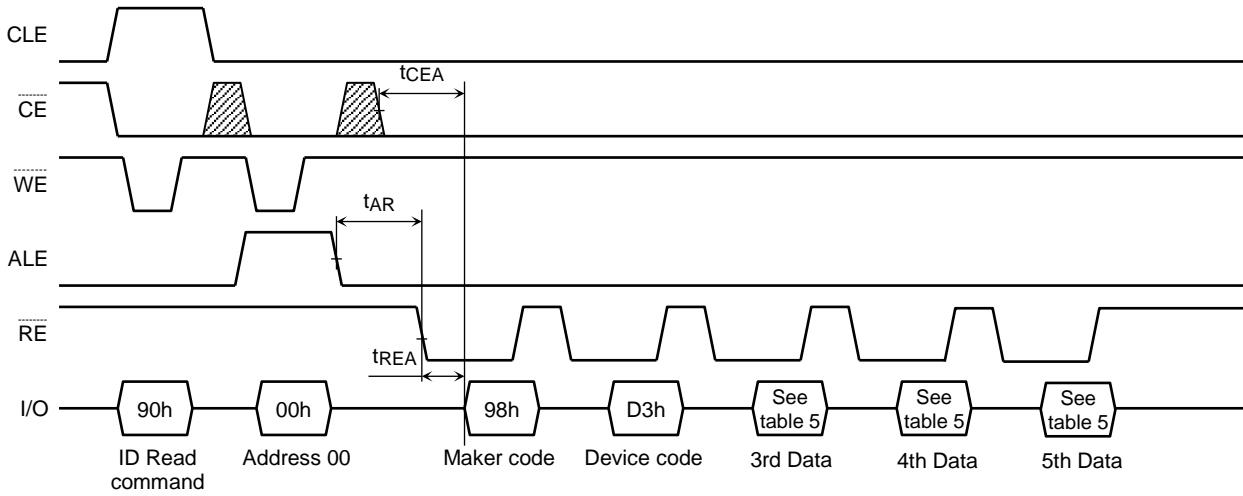 CLE
tCEA
CE
WE
tAR
ALE
RE
tREA
I/O
90h
00h
98h
D3h
See
table 5
See
table 5
See
table 5
ID Read
command
Address 00
Maker code
Device code
3rd Data
4th Data
5th Data